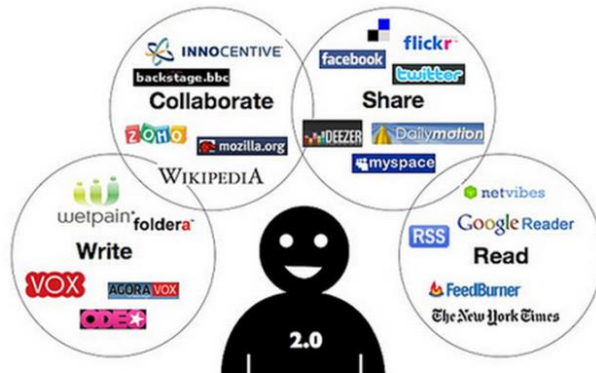 INNOCENTIVE
backstage.bbc
Collaborate
ZOHO
mozilla.org
WIKIPEDIA
flickr
facebook
twitter
Share
DEEZER
Dailymotion
myspace
wetpaint
foldera
Write
VOX
AGORA VOX
ODEO
netvibes
Google Reader
RSS
Read
FeedBurner
The New York Times
2.0